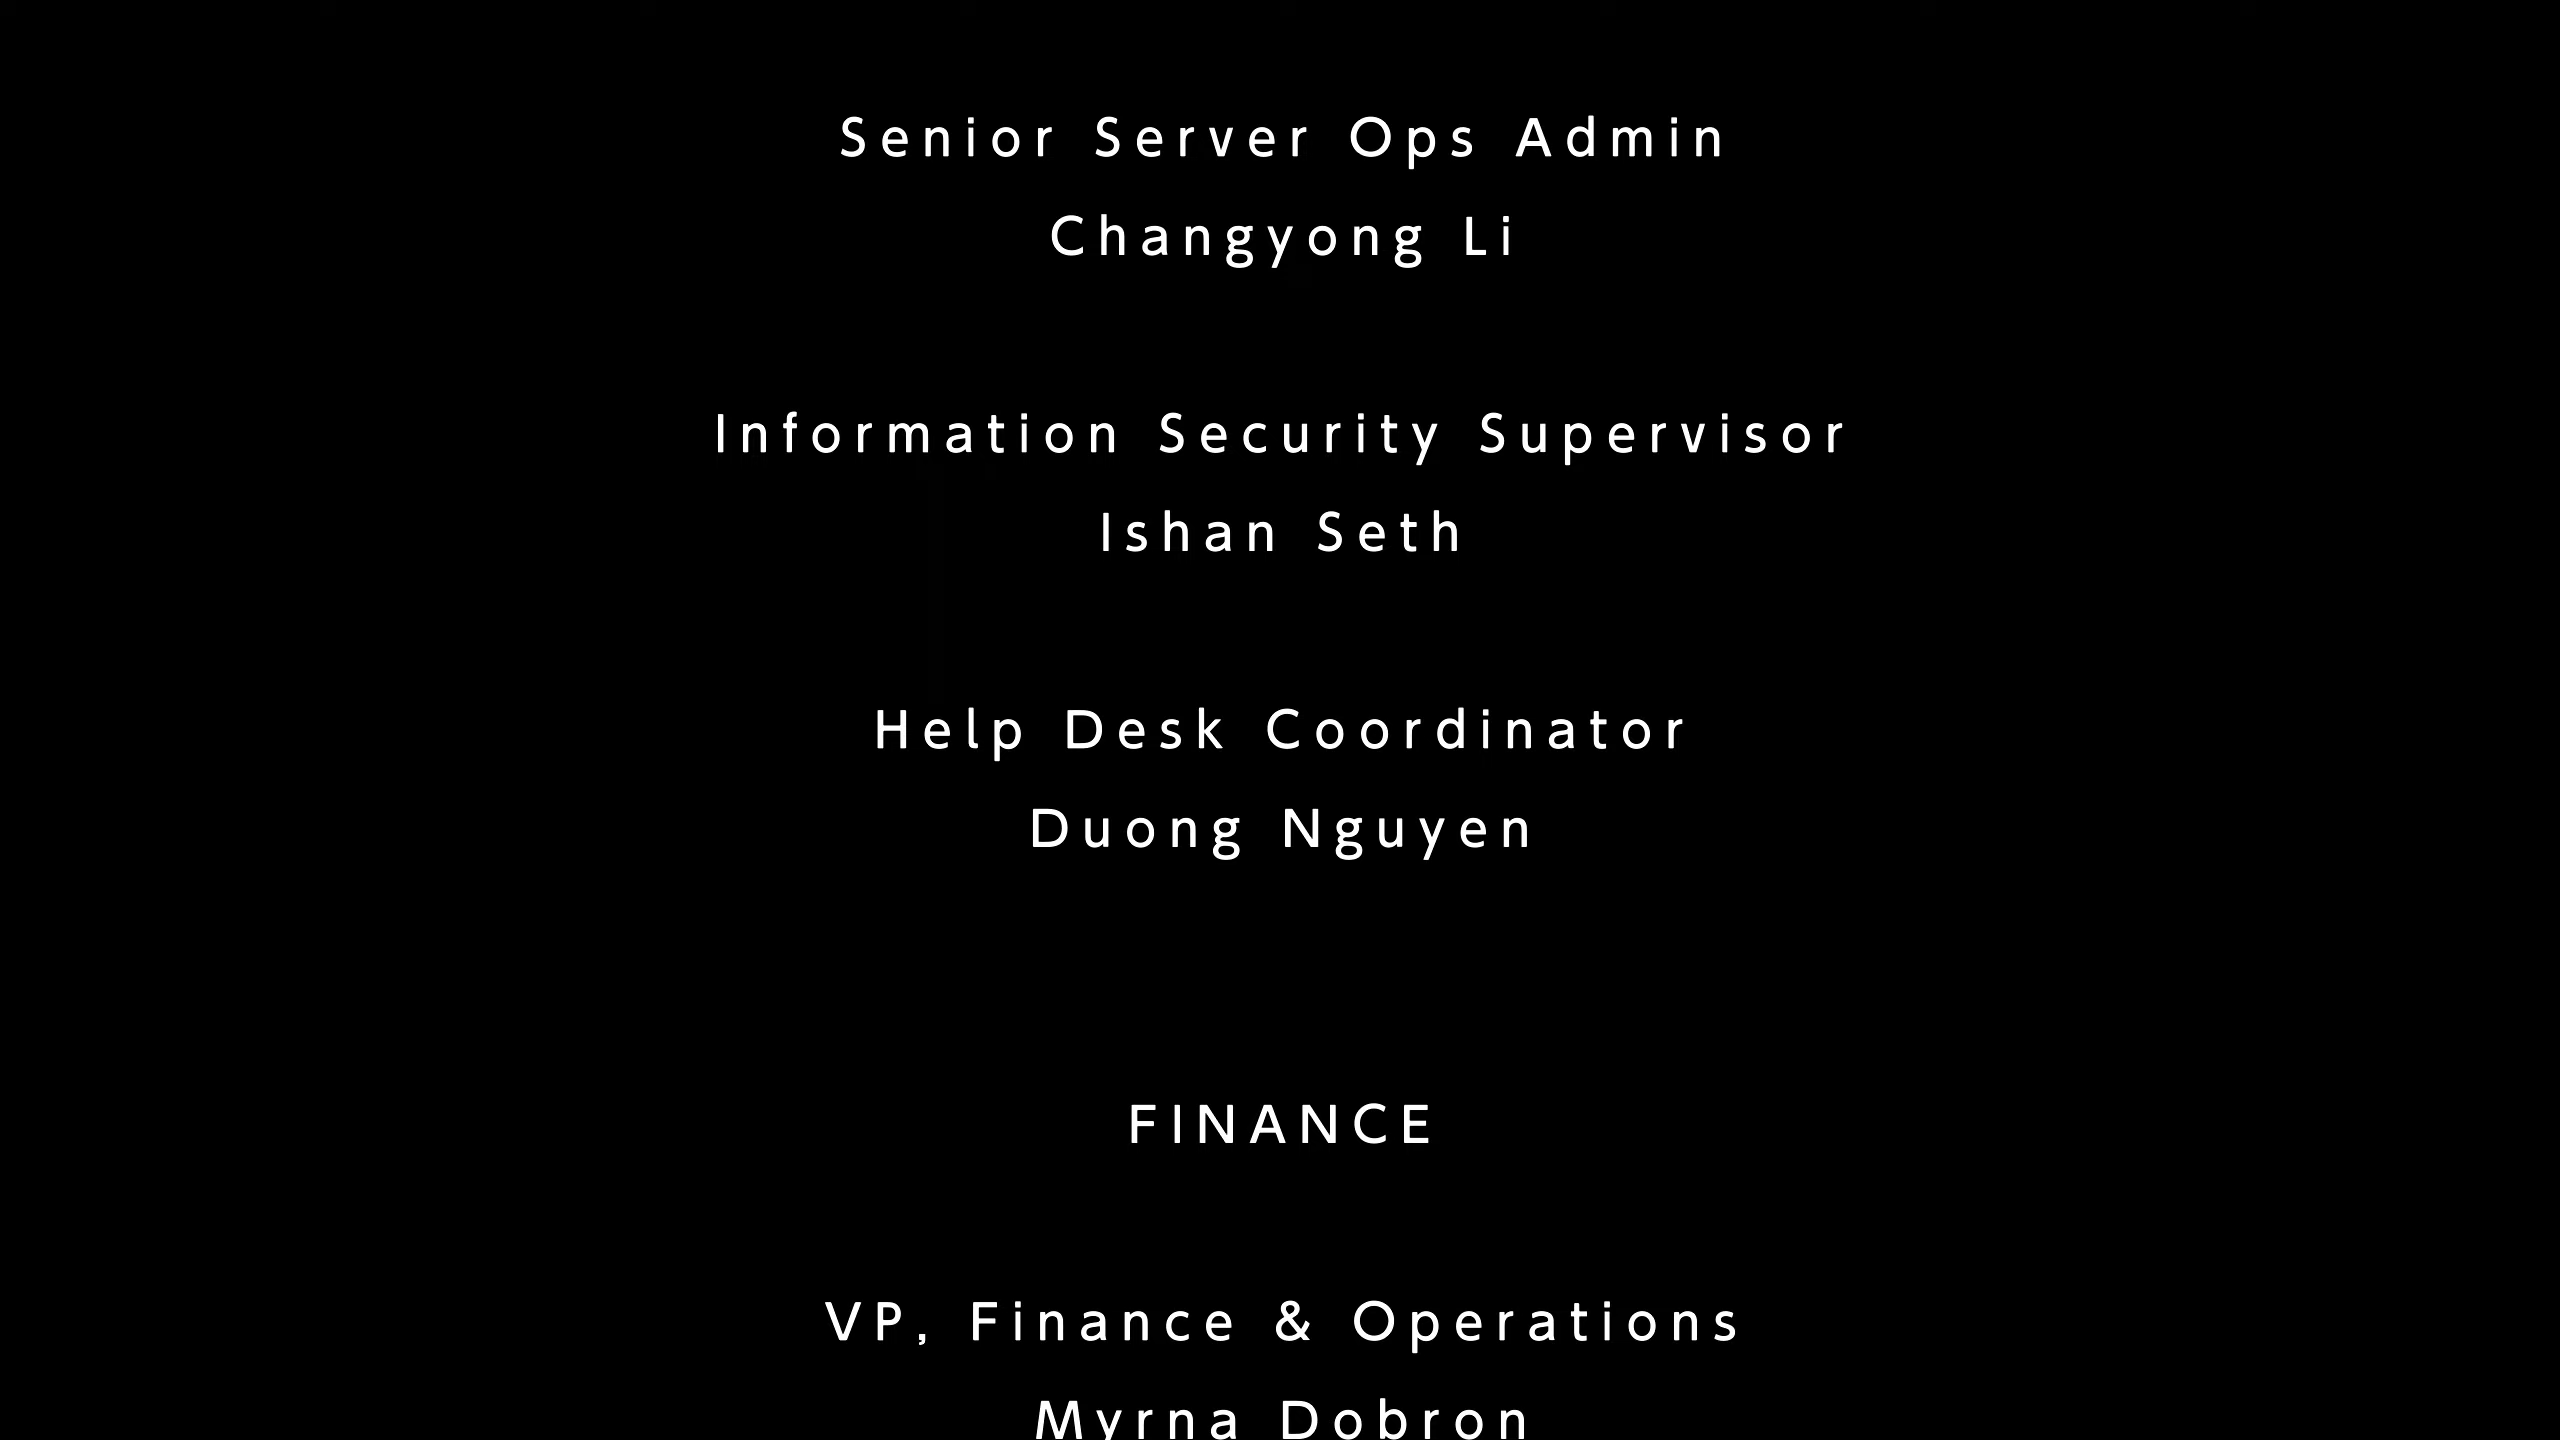 Senior Server Ops Admin
Changyong Li
Information Security Supervisor
Ishan Seth
Help Desk Coordinator
Duong Nguyen
FINANCE
VP, Finance & Operations
Myrna Dobron